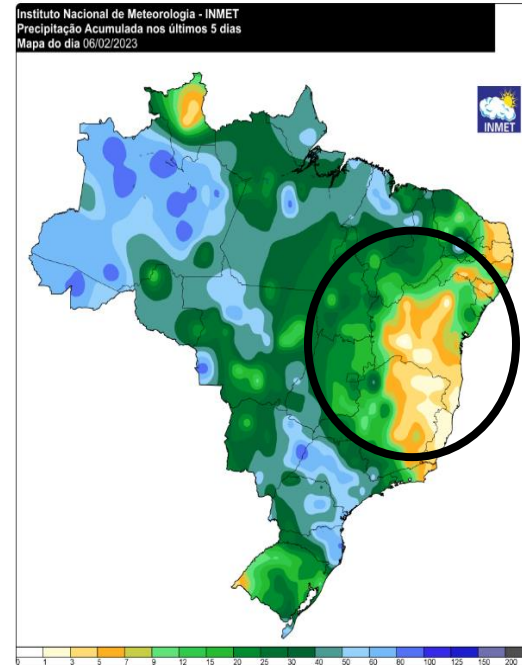 Instituto Nacional de Meteorologia - INMET
Precipitação Acumulada nos últimos 5 dias
Mapa do dia 06/02/2023
INMET
0 1 3 5 7 9 12 15 20 25 30 40 50 60 80 100 125 150 200